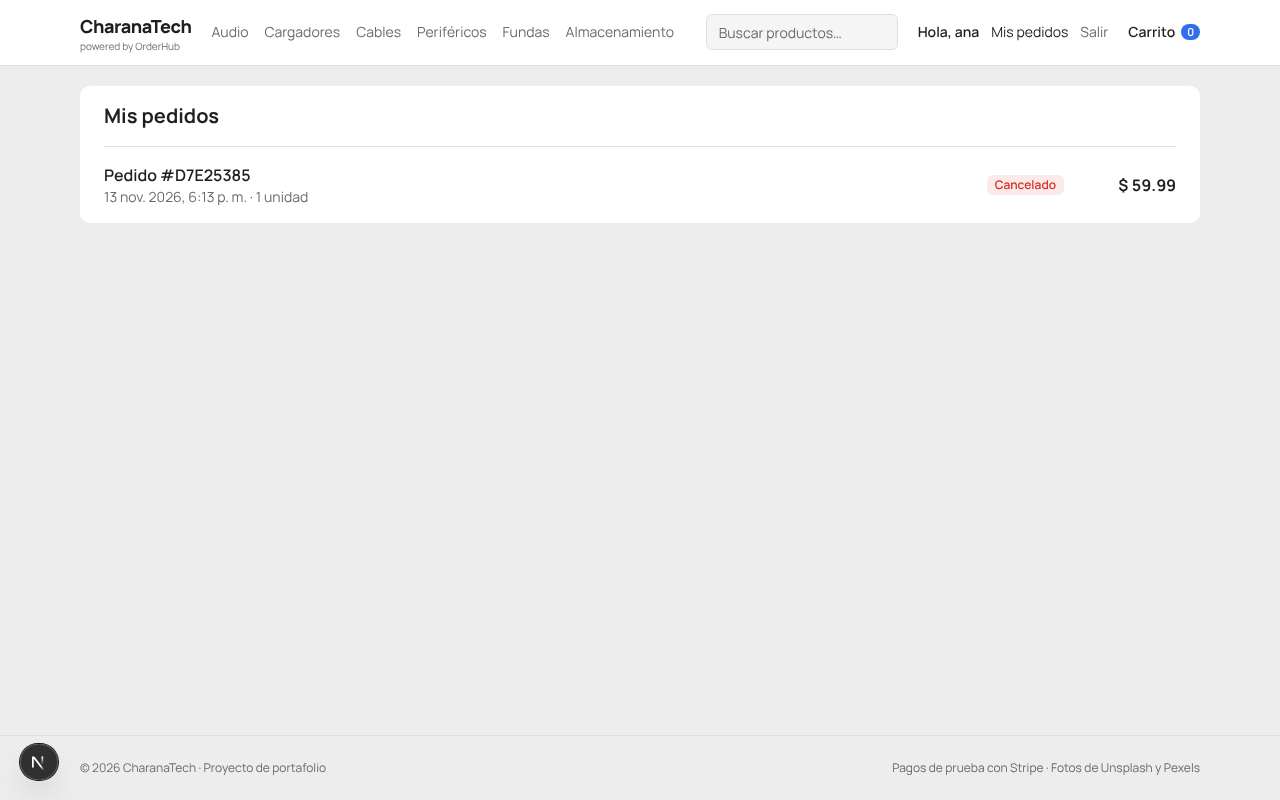 CharanaTech
powered by OrderHub
Audio Cargadores Cables Periféricos Fundas Almacenamiento
Buscar productos...
Hola, ana Mis pedidos Salir Carrito 0
Mis pedidos
Pedido #D7E25385
13 nov. 2026, 6:13 p. m. · 1 unidad
Cancelado
$ 59.99
N
© 2026 CharanaTech · Proyecto de portafolio
Pagos de prueba con Stripe · Fotos de Unsplash y Pexels